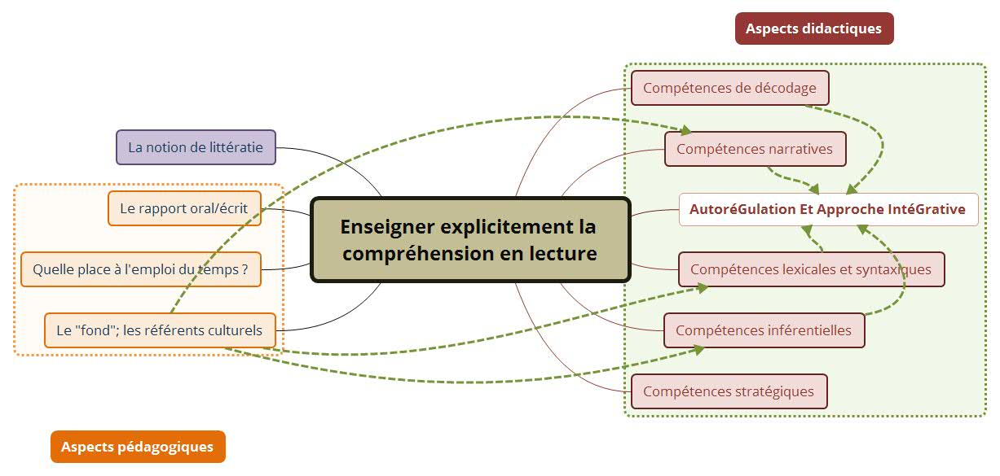 Aspects didactiques
Compétences de décodage
La notion de littératie
Compétences narratives
Le rapport oral/écrit
AutoréGulation Et Approche IntéGrative
Enseigner explicitement la
compréhension en lecture
Quelle place à l'emploi du temps ?
Compétences lexicales et syntaxiques
Le "fond"; les référents culturels
Compétences inférentielles
Compétences stratégiques
Aspects pédagogiques